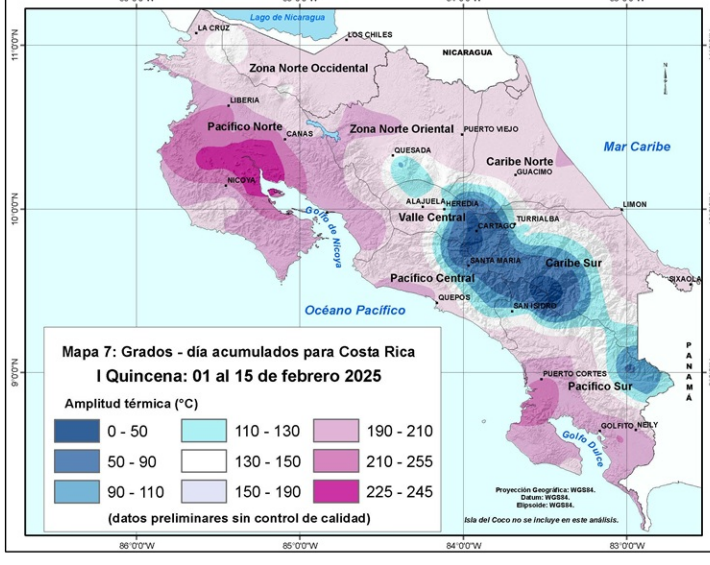 Lago de Nicaragua
LA CRUZ
LOS CHILES
11°0'0"N
NICARAGUA
Zona Norte Occidental
LIBERIA
Pacífico Norte
CAÑAS
Zona Norte Oriental
PUERTO VIEJO
Mar Caribe
QUESADA
Caribe Norte
GUACIMO
NICOYA
10°0'0"N
ALAJUELA
HEREDIA
LIMON
Golfo de Nicoya
Valle Central
TURRIALBA
CARTAGO
SANTA MARIA
Caribe Sur
Pacífico Central
SIXAOLA
QUEPOS
SAN ISIDRO
Océano Pacífico
PANAMÁ
9°0'0"N
PUERTO CORTES
Pacífico Sur
GOLFITO
NEILY
Golfo Dulce
Mapa 7: Grados - día acumulados para Costa Rica
I Quincena: 01 al 15 de febrero 2025
Amplitud térmica (°C)
0 - 50
110 - 130
190 - 210
50 - 90
130 - 150
210 - 255
90 - 110
150 - 190
225 - 245
(datos preliminares sin control de calidad)
Proyección Geográfica: WGS84.
Datum: WGS84.
Elipsoide: WGS84.
Isla del Coco no se incluye en este análisis.
86°0'0"W
85°0'0"W
84°0'0"W
83°0'0"W